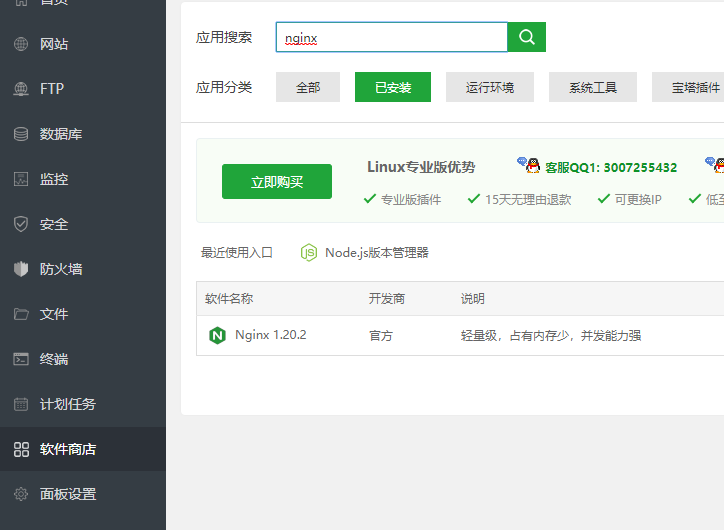 首页
网站
FTP
数据库
监控
安全
防火墙
文件
终端
计划任务
软件商店
面板设置
应用搜索 nginx
应用分类 全部 已安装 运行环境 系统工具 宝塔插件
立即购买 Linux专业版优势 客服QQ1: 3007255432
专业版插件 15天无理由退款 可更换IP 低至
最近使用入口 Node.js版本管理器
软件名称 开发商 说明
Nginx 1.20.2 官方 轻量级，占有内存少，并发能力强